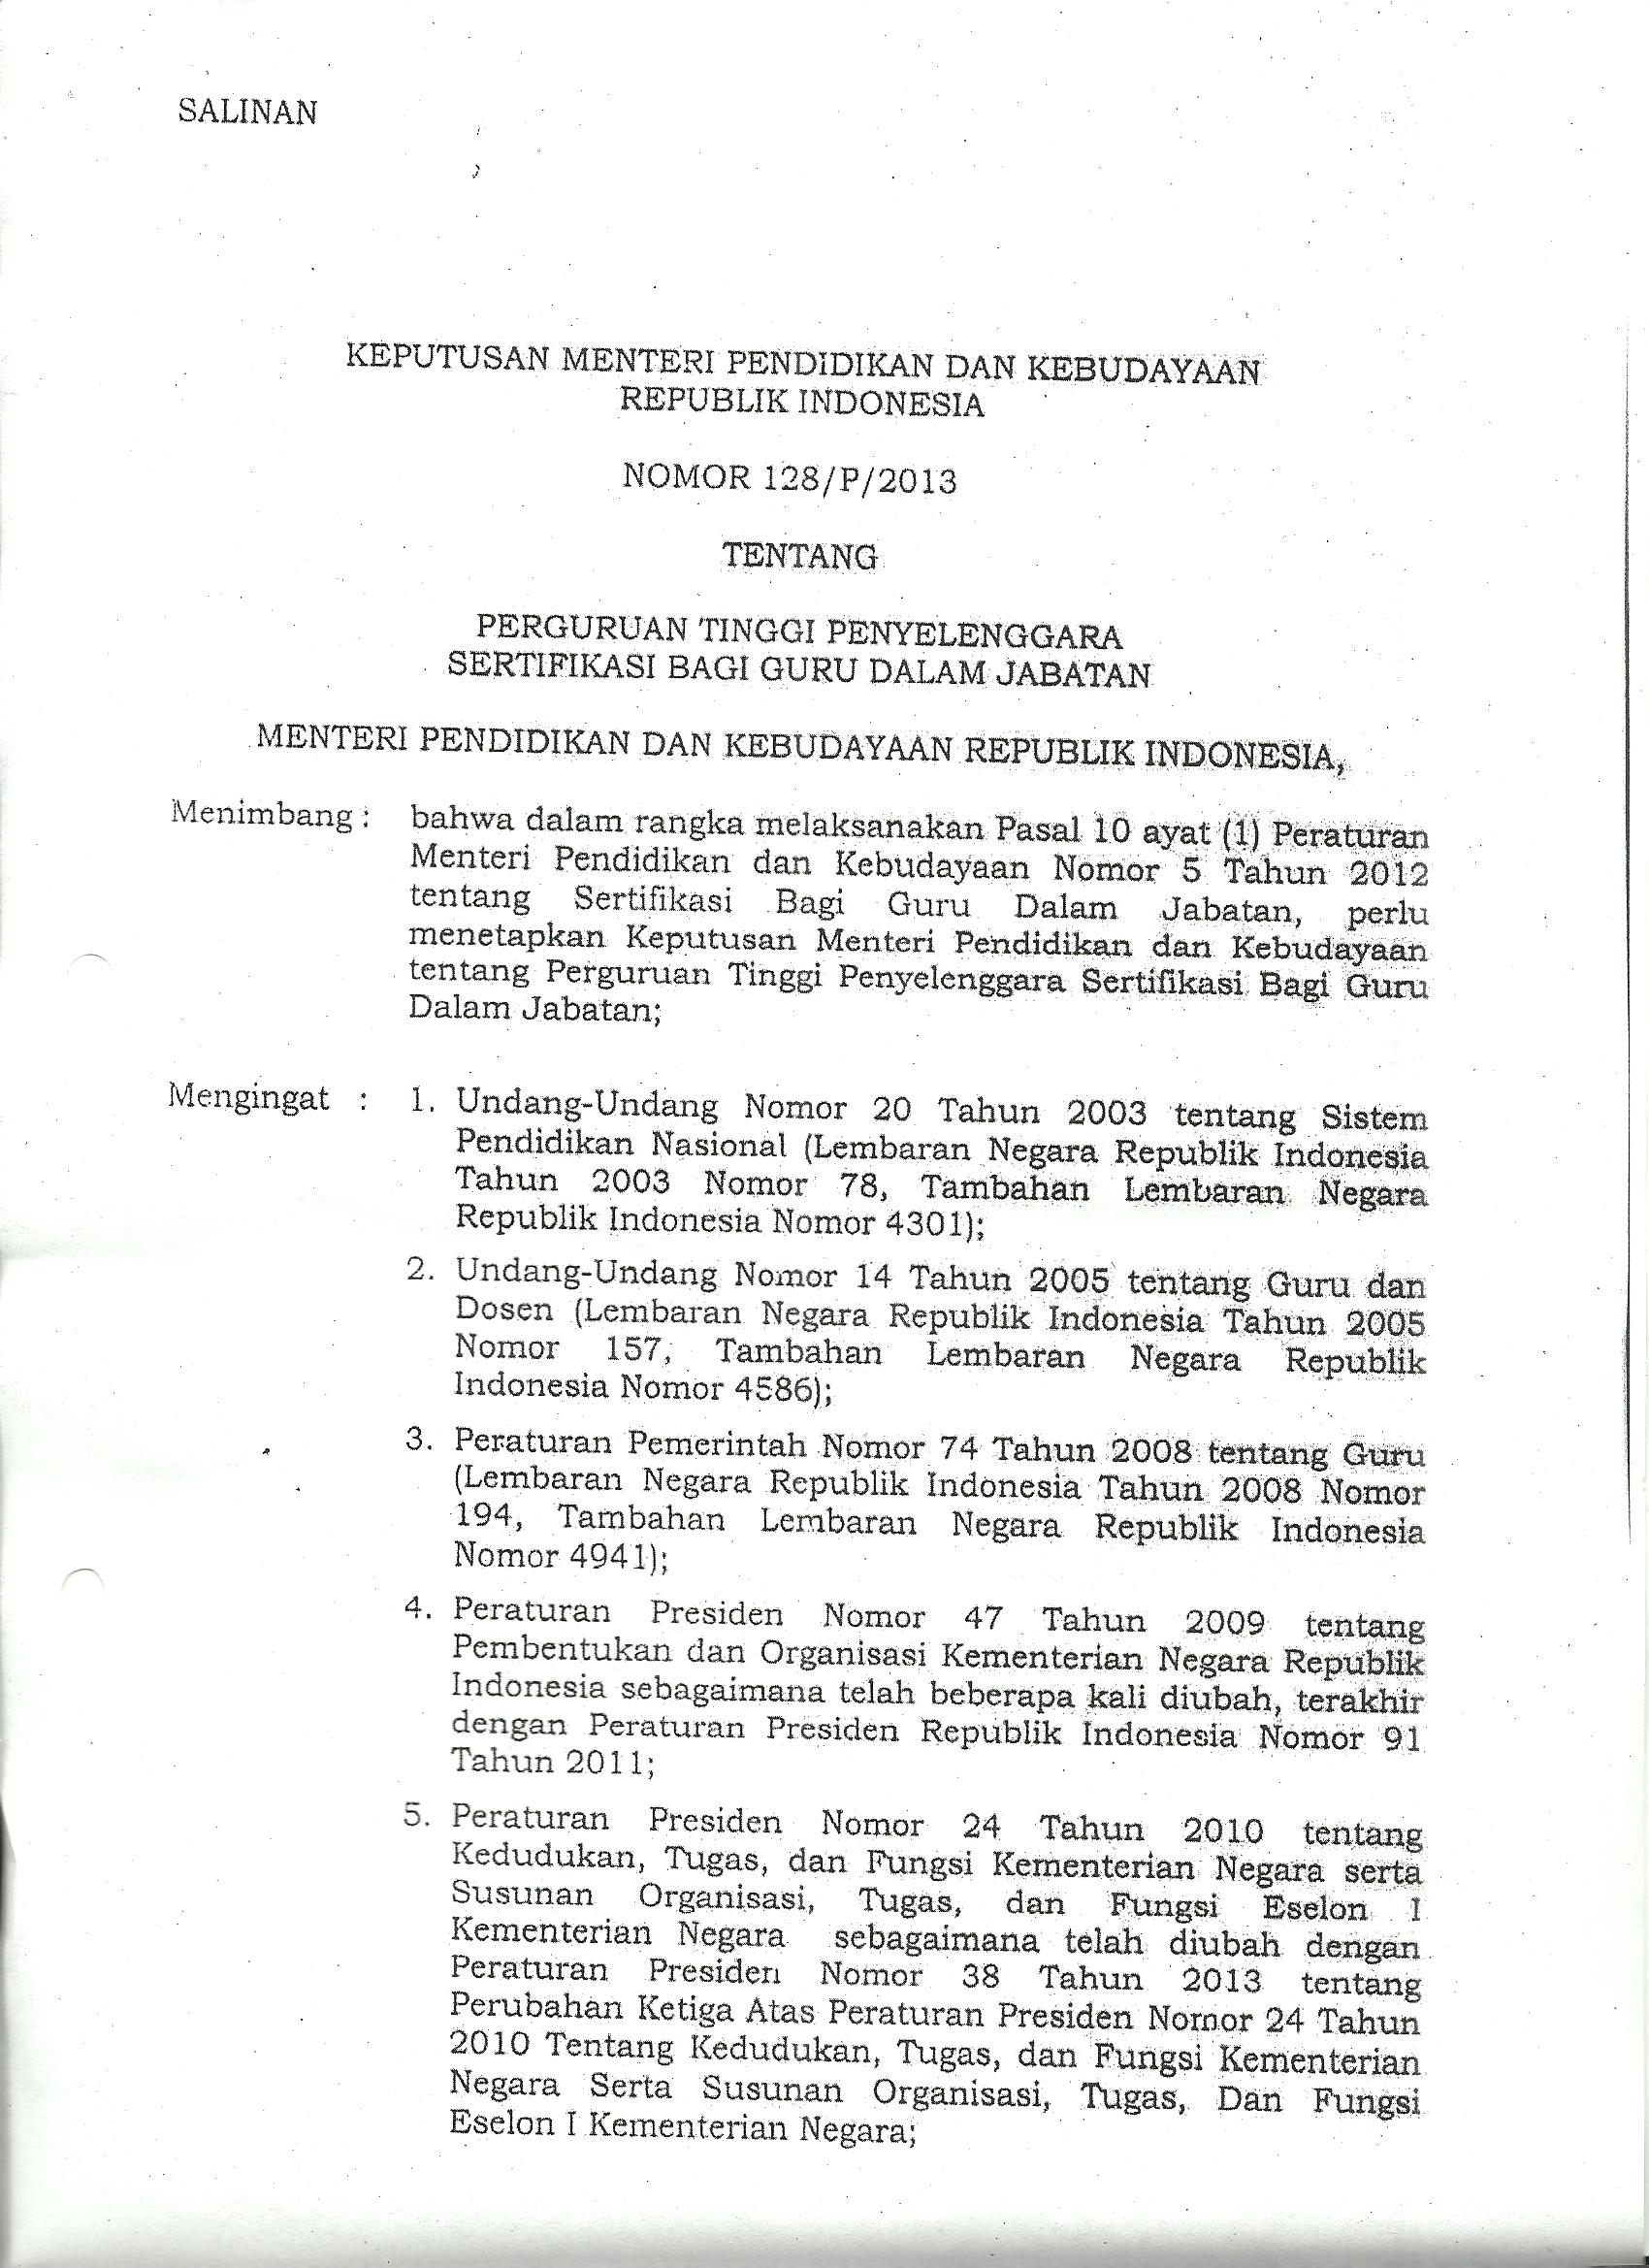 SALINAN
KEPUTUSAN MENTERI PENDIDIKAN DAN KEBUDAYAAN
REPUBLIK INDONESIA
NOMOR 128/P/2013
TENTANG
PERGURUAN TINGGI PENYELENGGARA
SERTIFIKASI BAGI GURU DALAM JABATAN
MENTERI PENDIDIKAN DAN KEBUDAYAAN REPUBLIK INDONESIA,
Menimbang : bahwa dalam rangka melaksanakan Pasal 10 ayat (1) Peraturan
Menteri Pendidikan dan Kebudayaan Nomor 5 Tahun 2012
tentang Sertifikasi Bagi Guru Dalam Jabatan, perlu
menetapkan Keputusan Menteri Pendidikan dan Kebudayaan
tentang Perguruan Tinggi Penyelenggara Sertifikasi Bagi Guru
Dalam Jabatan;
Mengingat : 1. Undang-Undang Nomor 20 Tahun 2003 tentang Sistem
Pendidikan Nasional (Lembaran Negara Republik Indonesia
Tahun 2003 Nomor 78, Tambahan Lembaran Negara
Republik Indonesia Nomor 4301);
2. Undang-Undang Nomor 14 Tahun 2005 tentang Guru dan
Dosen (Lembaran Negara Republik Indonesia Tahun 2005
Nomor 157, Tambahan Lembaran Negara Republik
Indonesia Nomor 4586);
3. Peraturan Pemerintah Nomor 74 Tahun 2008 tentang Guru
(Lembaran Negara Republik Indonesia Tahun 2008 Nomor
194, Tambahan Lembaran Negara Republik Indonesia
Nomor 4941);
4. Peraturan Presiden Nomor 47 Tahun 2009 tentang
Pembentukan dan Organisasi Kementerian Negara Republik
Indonesia sebagaimana telah beberapa kali diubah, terakhir
dengan Peraturan Presiden Republik Indonesia Nomor 91
Tahun 2011;
5. Peraturan Presiden Nomor 24 Tahun 2010 tentang
Kedudukan, Tugas, dan Fungsi Kementerian Negara serta
Susunan Organisasi, Tugas, dan Fungsi Eselon I
Kementerian Negara sebagaimana telah diubah dengan
Peraturan Presiden Nomor 38 Tahun 2013 tentang
Perubahan Ketiga Atas Peraturan Presiden Nomor 24 Tahun
2010 Tentang Kedudukan, Tugas, dan Fungsi Kementerian
Negara Serta Susunan Organisasi, Tugas, Dan Fungsi
Eselon I Kementerian Negara;